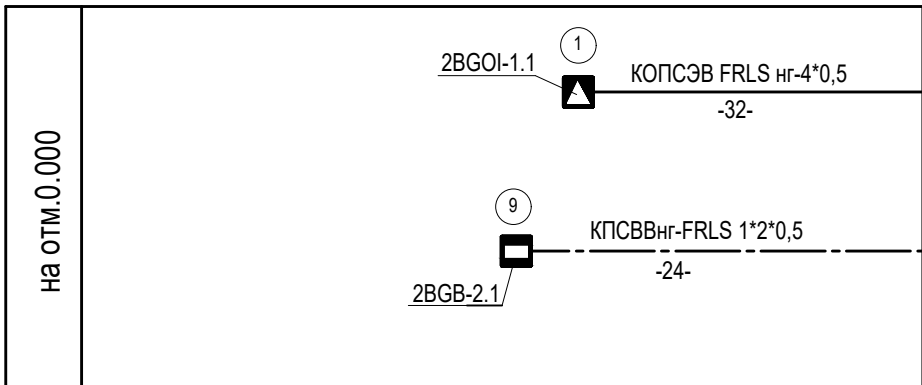 на отм.0.000
1
2BGOI-1.1
КОПСЭВ FRLS нг-4*0,5
-32-
9
КПСВВнг-FRLS 1*2*0,5
-24-
2BGB-2.1